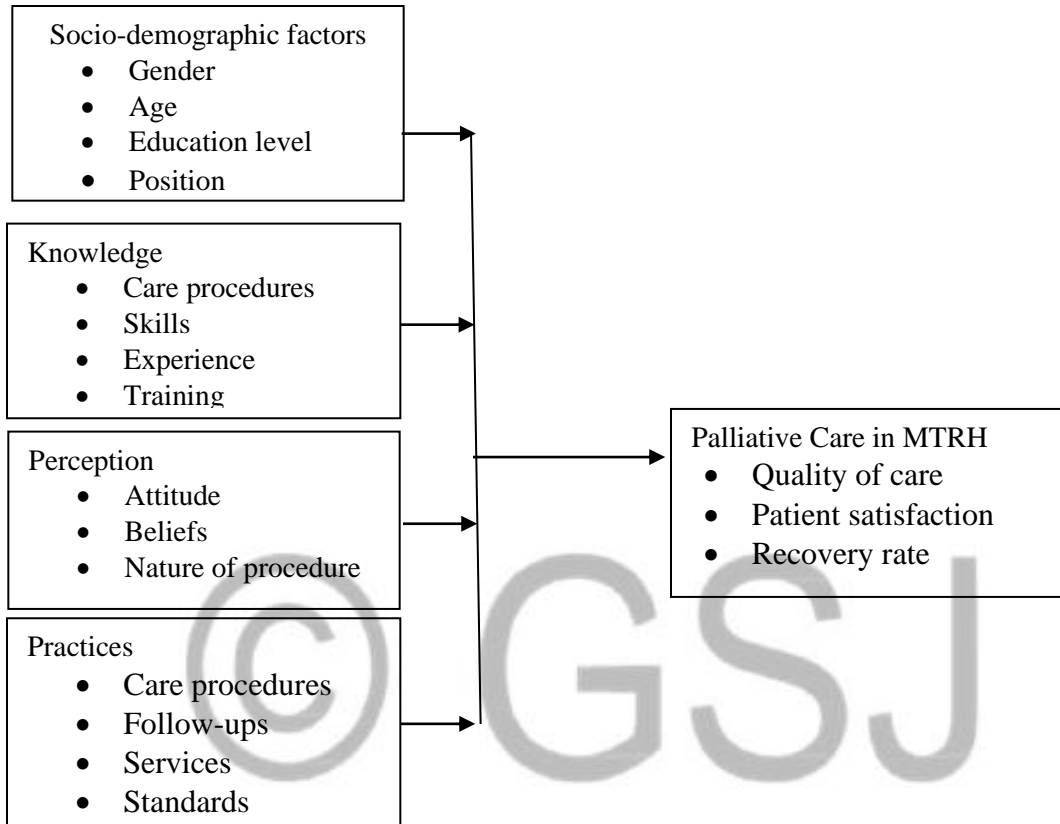 Socio-demographic factors
• Gender
• Age
• Education level
• Position
Knowledge
• Care procedures
• Skills
• Experience
• Training
Perception
• Attitude
• Beliefs
• Nature of procedure
Practices
• Care procedures
• Follow-ups
• Services
• Standards
Palliative Care in MTRH
• Quality of care
• Patient satisfaction
• Recovery rate
© GSJ